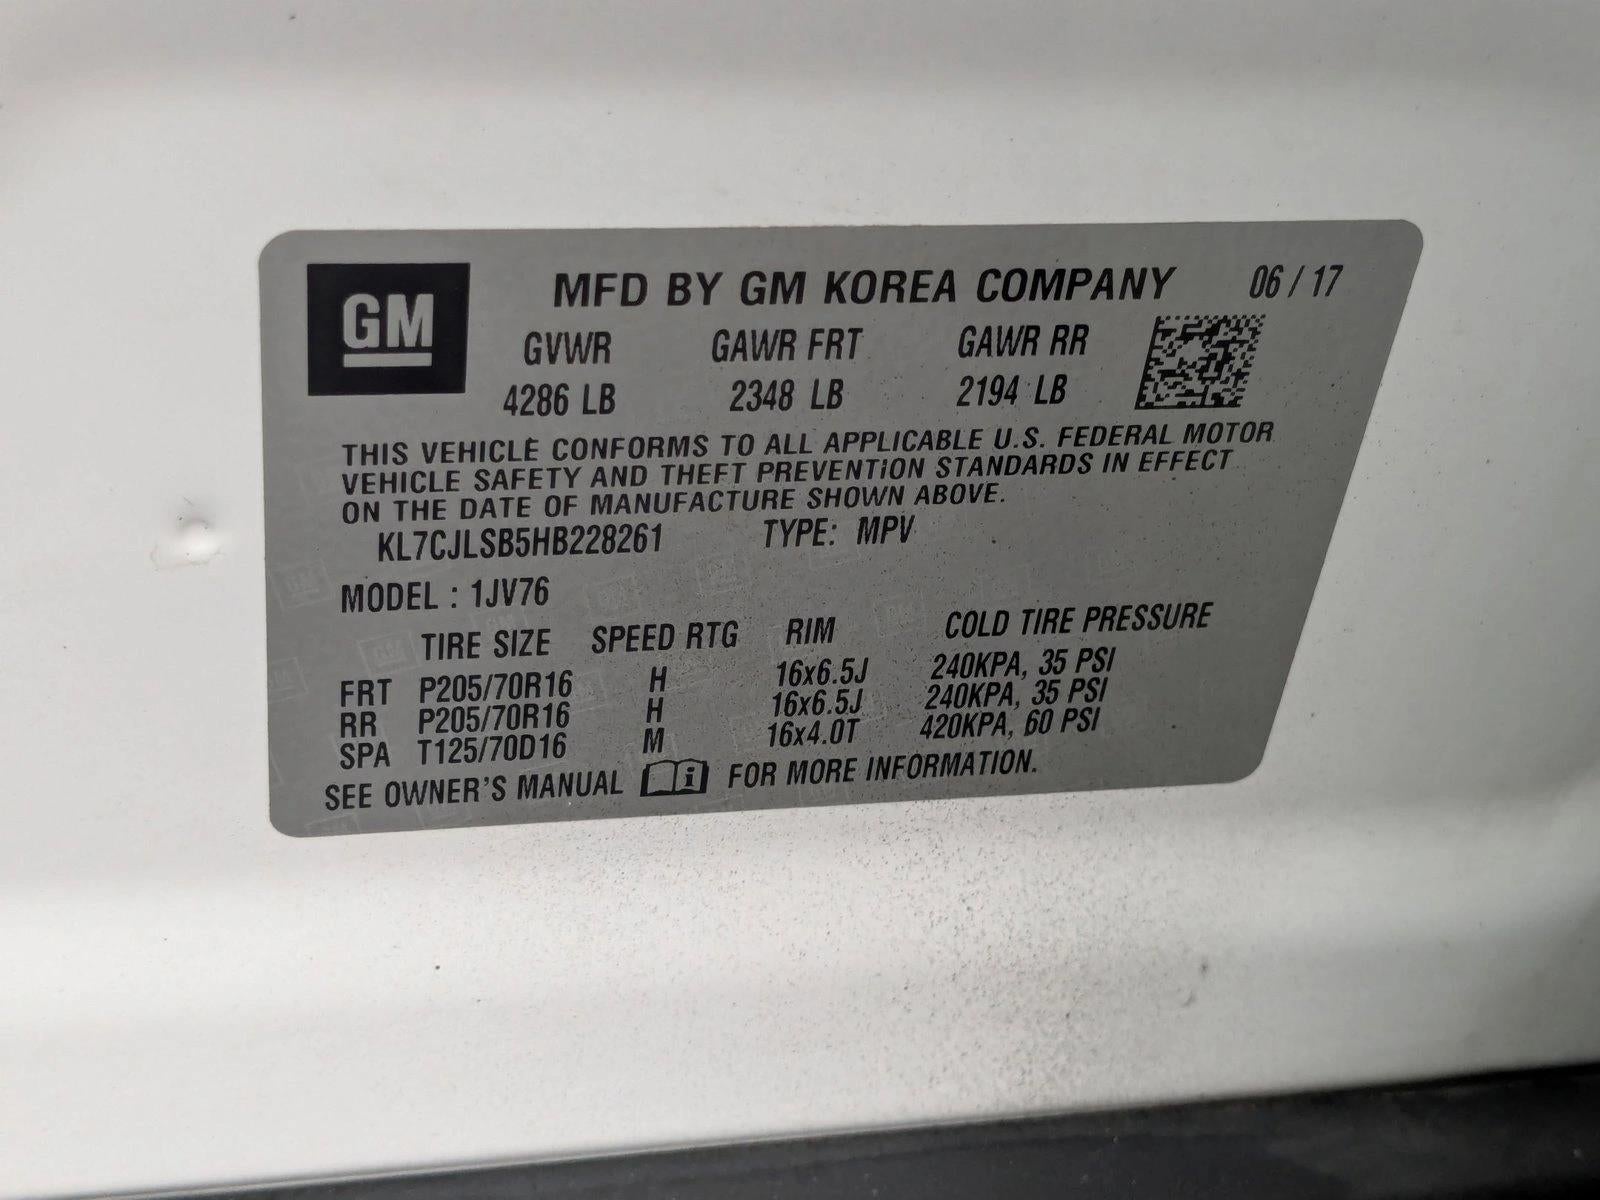 GM
MFD BY GM KOREA COMPANY 06 / 17
GVWR GAWR FRT GAWR RR
4286 LB 2348 LB 2194 LB
THIS VEHICLE CONFORMS TO ALL APPLICABLE U.S. FEDERAL MOTOR
VEHICLE SAFETY AND THEFT PREVENTION STANDARDS IN EFFECT
ON THE DATE OF MANUFACTURE SHOWN ABOVE.
KL7CJLSB5HB228261 TYPE: MPV
MODEL : 1JV76
TIRE SIZE SPEED RTG RIM COLD TIRE PRESSURE
FRT P205/70R16 H 16x6.5J 240KPA, 35 PSI
RR P205/70R16 H 16x6.5J 240KPA, 35 PSI
SPA T125/70D16 M 16x4.0T 420KPA, 60 PSI
SEE OWNER'S MANUAL i FOR MORE INFORMATION.